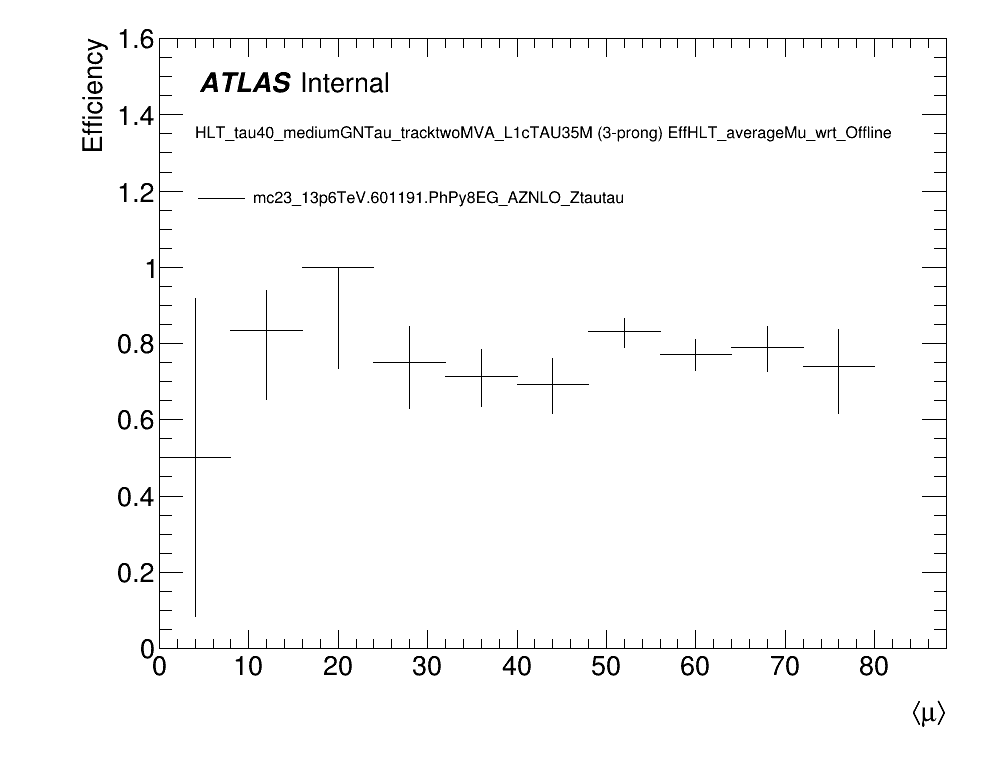 1.6
Efficiency
ATLAS Internal
1.4
HLT_tau40_mediumGNTau_tracktwoMVA_L1cTAU35M (3-prong) EffHLT_averageMu_wrt_Offline
1.2
mc23_13p6TeV.601191.PhPy8EG_AZNLO_Ztautau
1
0.8
0.6
0.4
0.2
0
0 10 20 30 40 50 60 70 80
⟨μ⟩